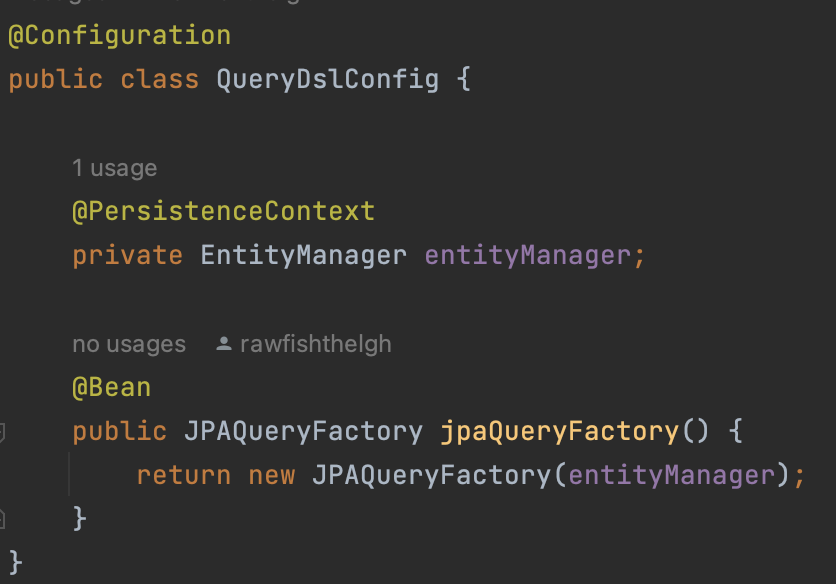 @Configuration
public class QueryDslConfig {
1 usage
@PersistenceContext
private EntityManager entityManager;
no usages rawfishthelgh
@Bean
public JPAQueryFactory jpaQueryFactory() {
return new JPAQueryFactory(entityManager);
}
}